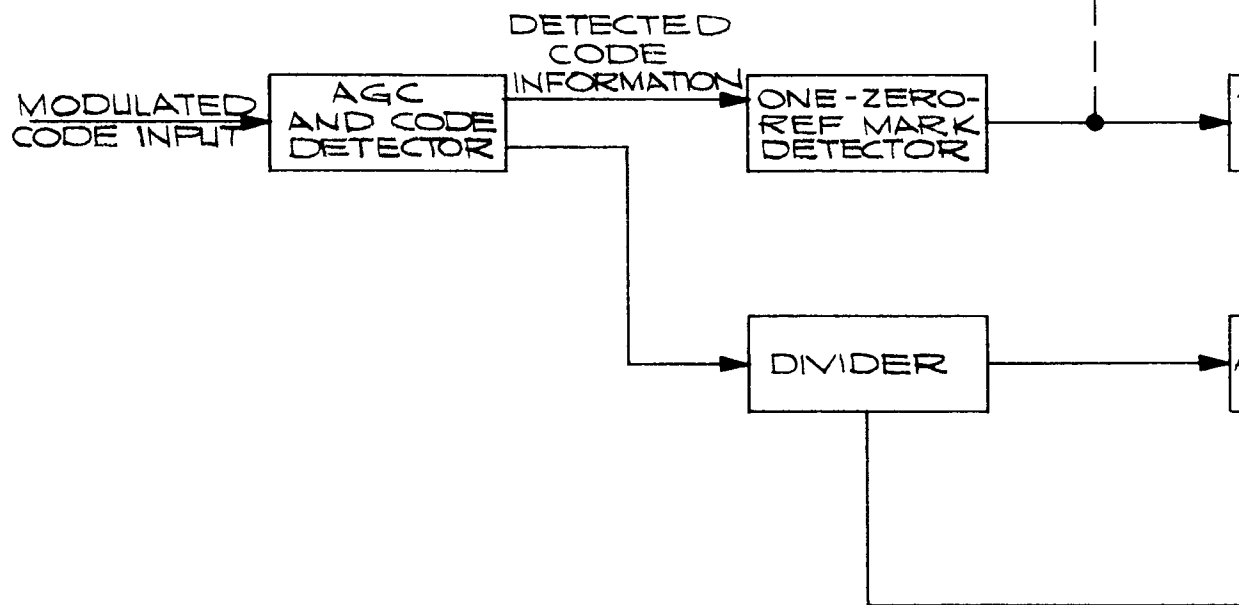 DETECTED
CODE
INFORMATION
MODULATED
CODE INPUT
AGC
AND CODE
DETECTOR
ONE-ZERO-
REF MARK
DETECTOR
DIVIDER